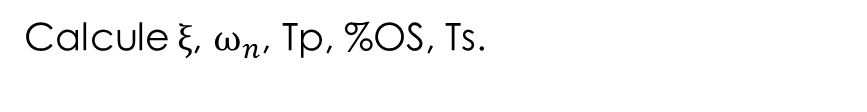 Calcule ξ, ω𝑛, Tp, %OS, Ts.